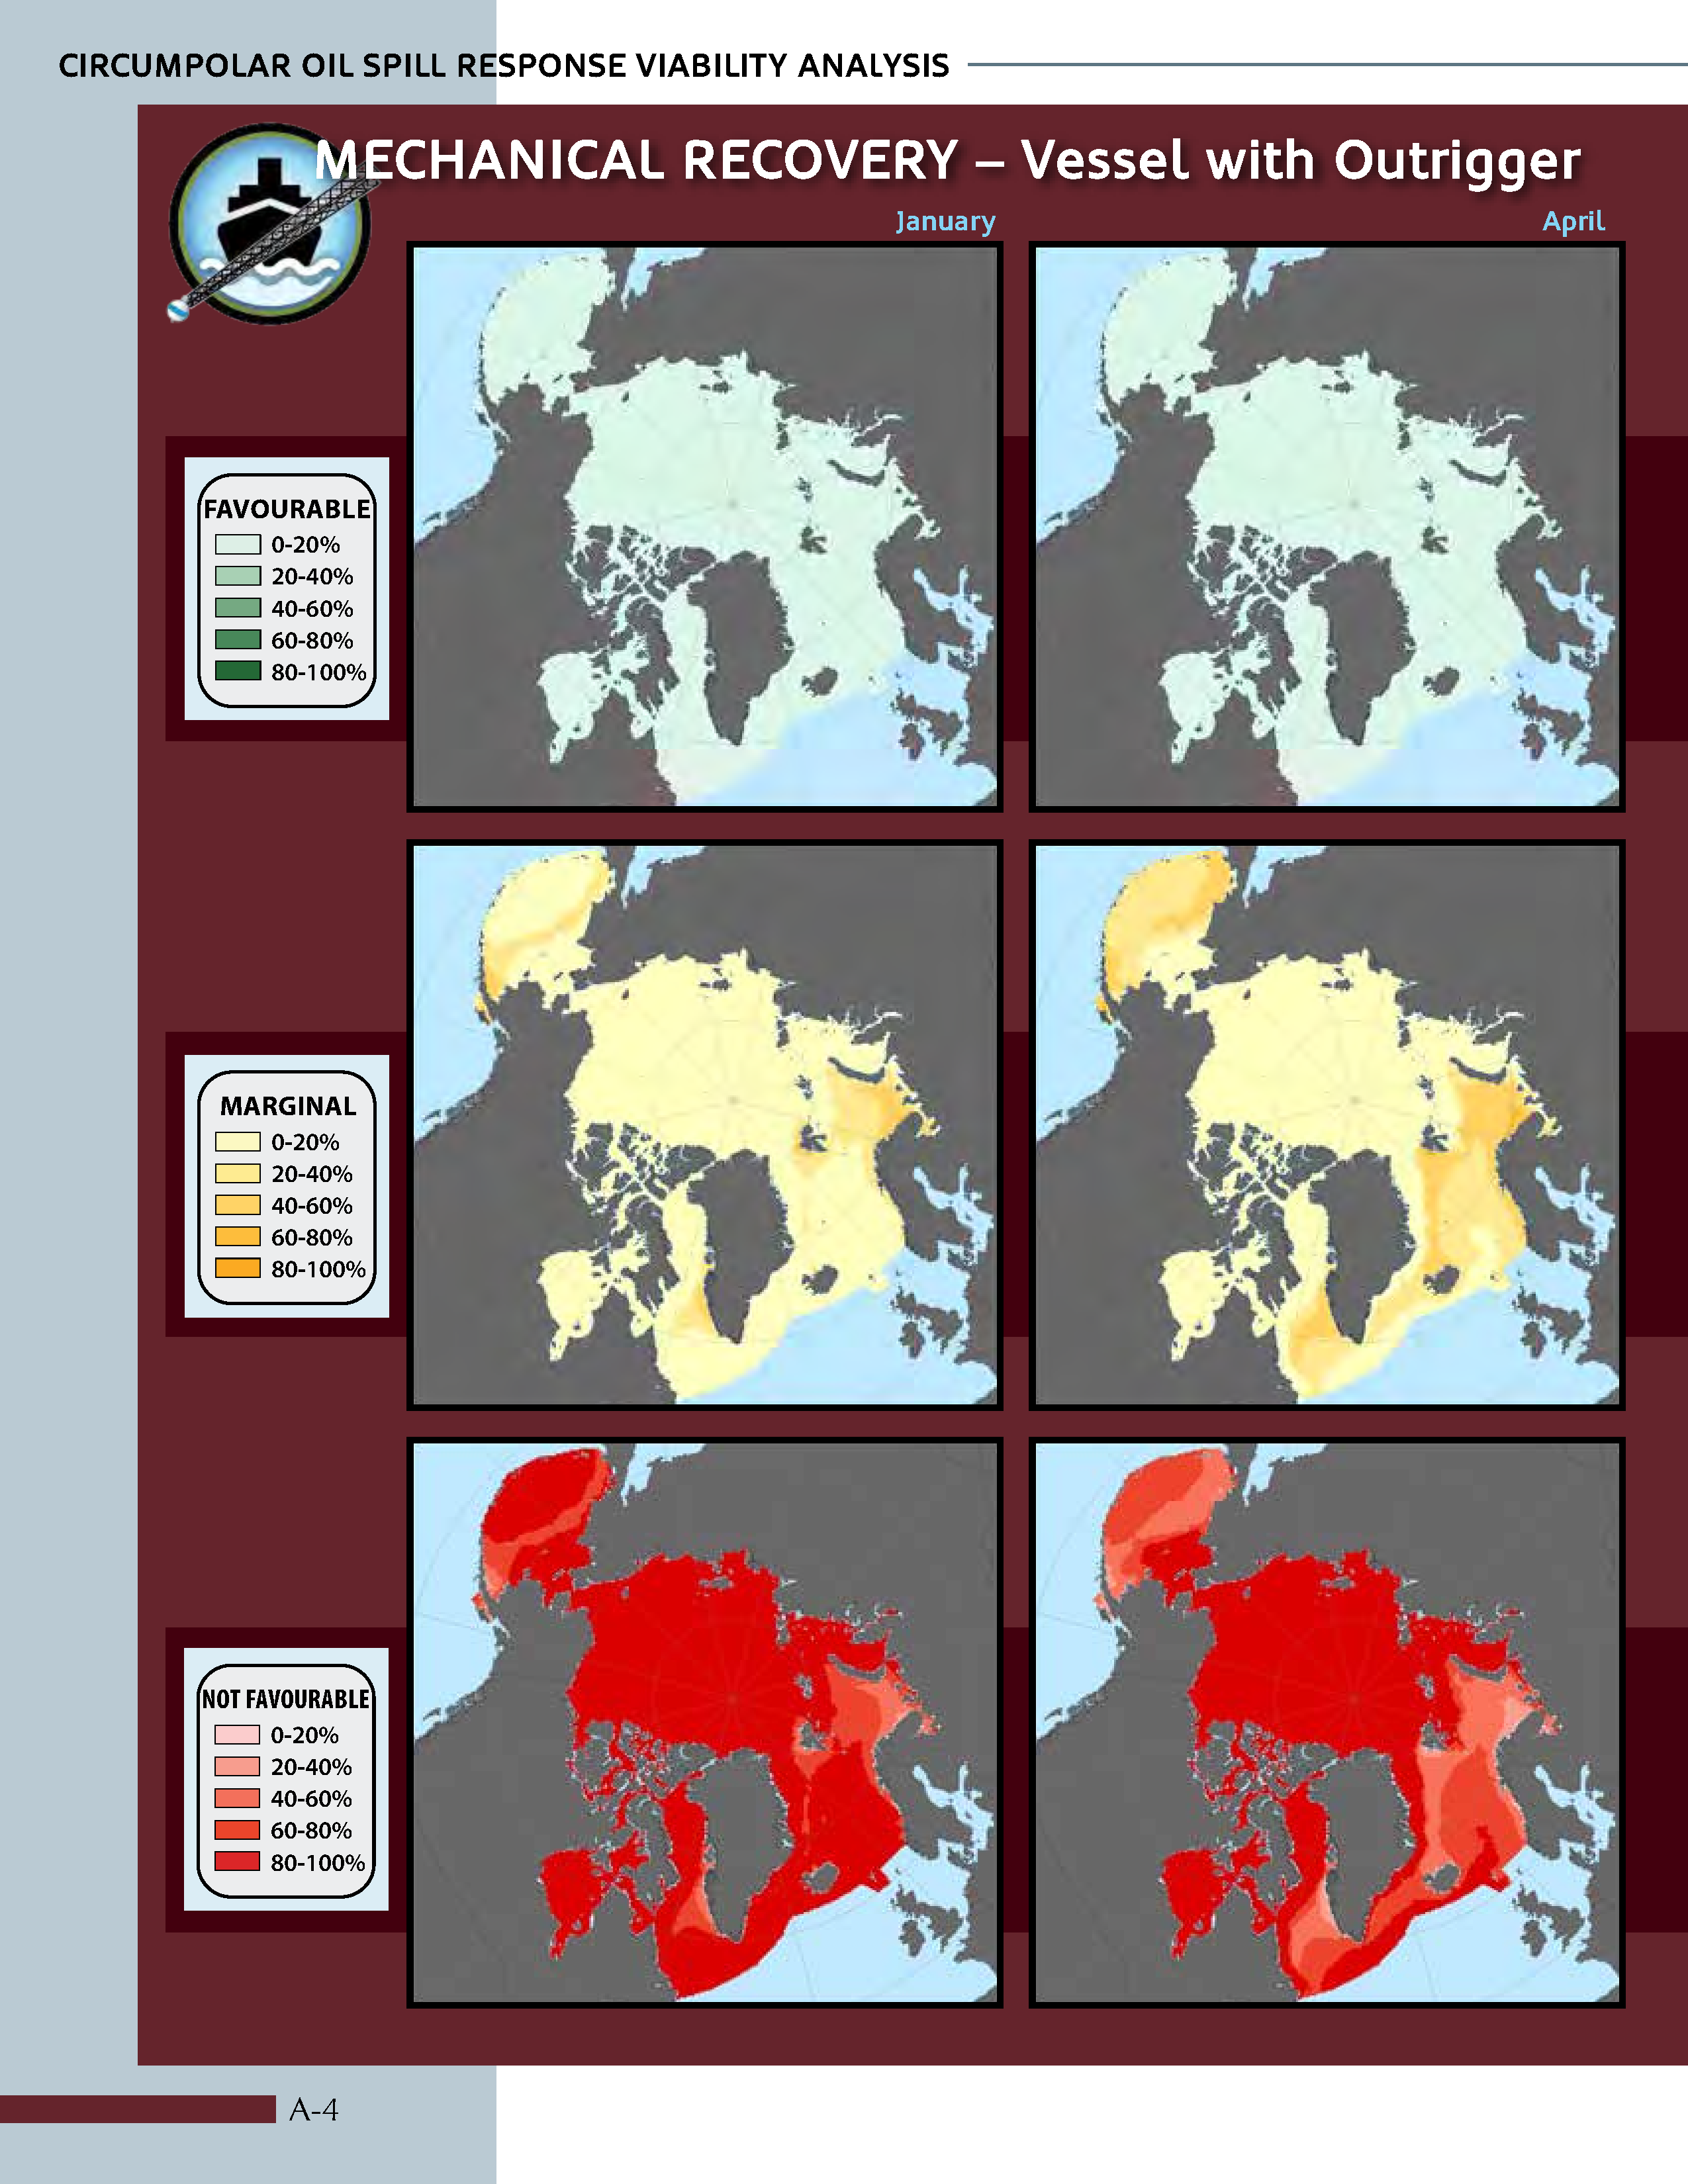 CIRCUMPOLAR OIL SPILL RESPONSE VIABILITY ANALYSIS
MECHANICAL RECOVERY – Vessel with Outrigger
January
April
FAVOURABLE
0-20%
20-40%
40-60%
60-80%
80-100%
MARGINAL
0-20%
20-40%
40-60%
60-80%
80-100%
NOT FAVOURABLE
0-20%
20-40%
40-60%
60-80%
80-100%
A-4